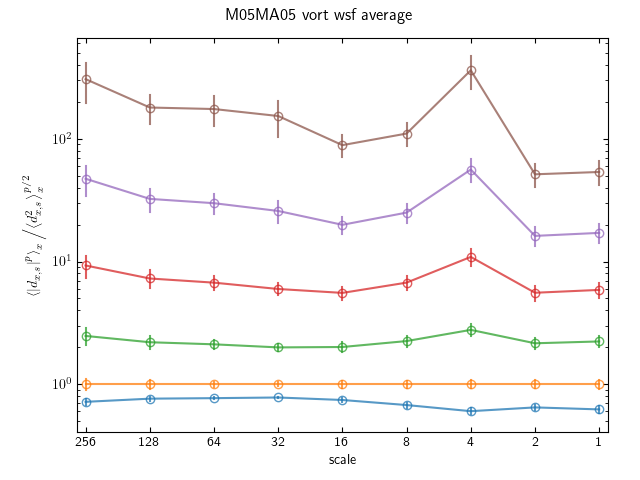 M05MA05 vort wsf average
⟨|d_{x,s}|^p⟩_x / ⟨d_{x,s}^2⟩_x^{p/2}
10^2
10^1
10^0
256 128 64 32 16 8 4 2 1
scale